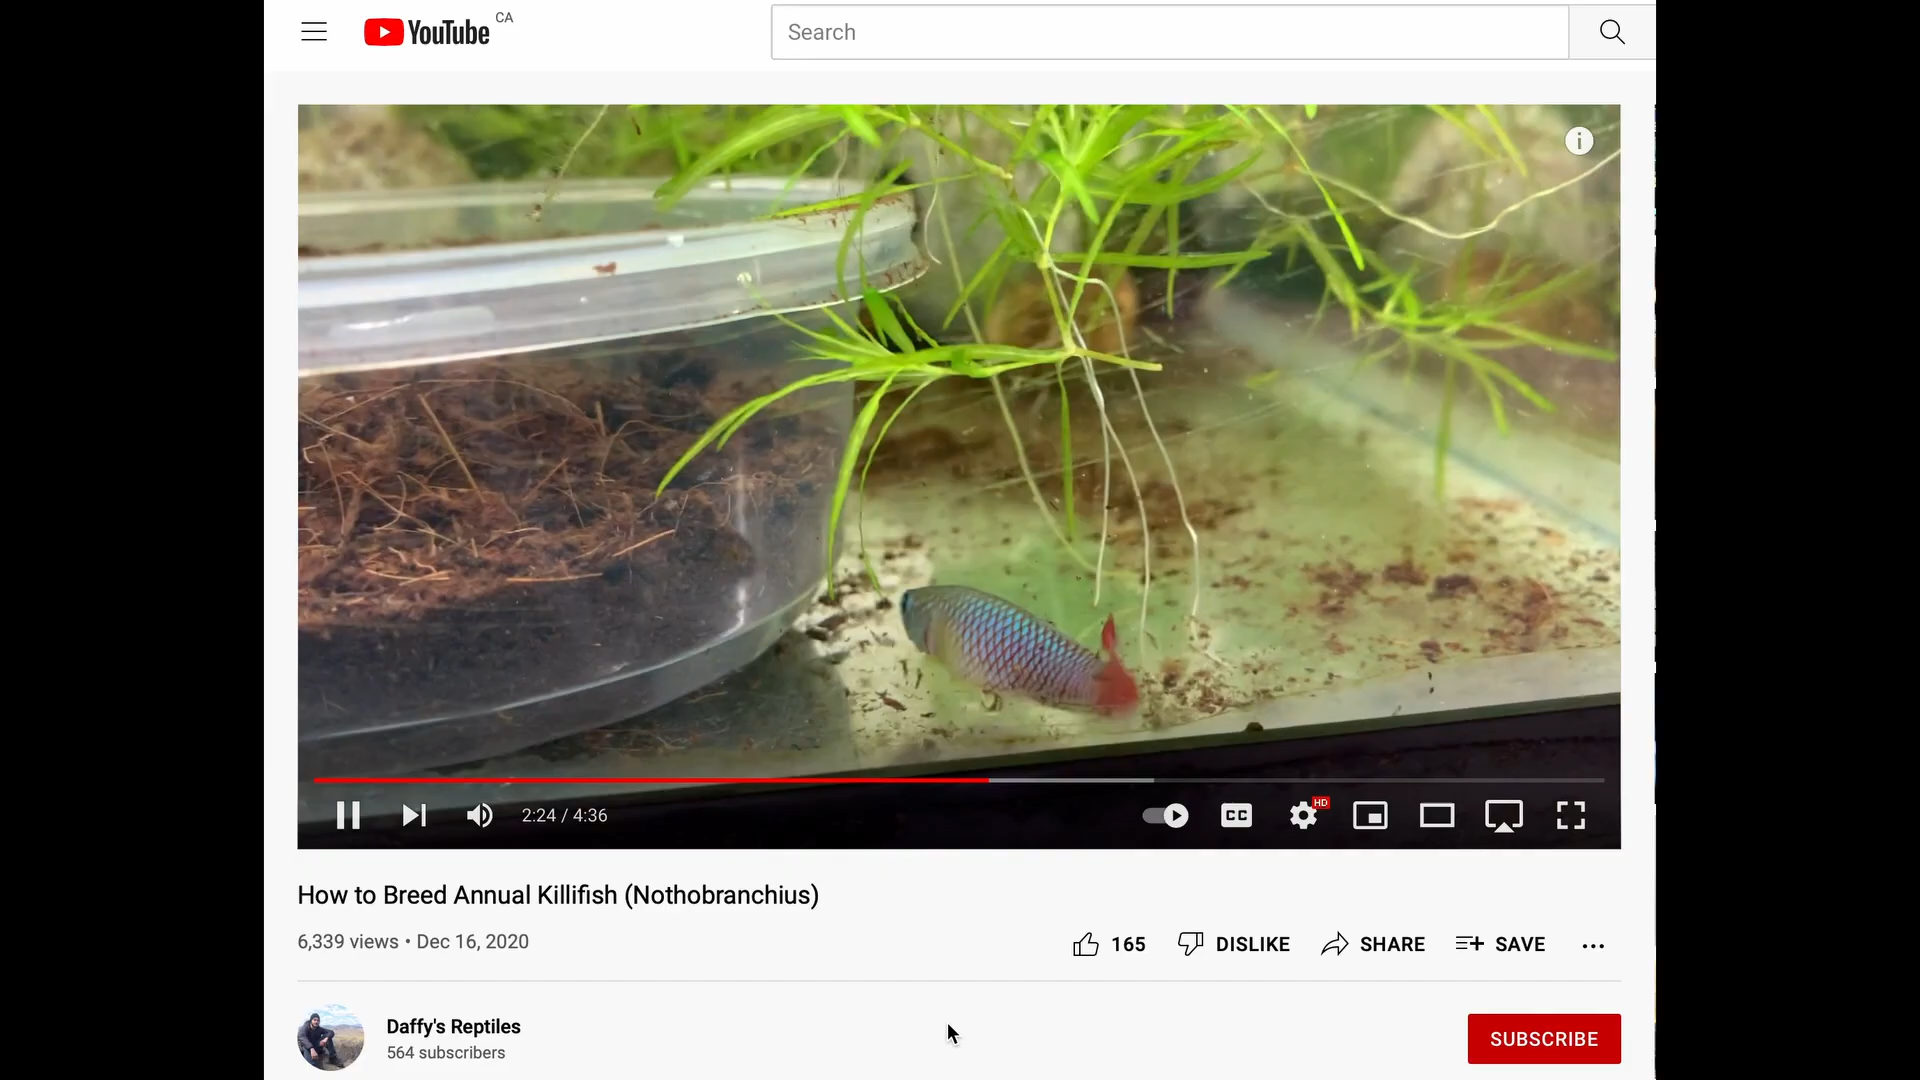 YouTube CA
Search
i
2:24 / 4:36
CC
HD
How to Breed Annual Killifish (Nothobranchius)
6,339 views • Dec 16, 2020
165
DISLIKE
SHARE
SAVE
Daffy's Reptiles
564 subscribers
SUBSCRIBE